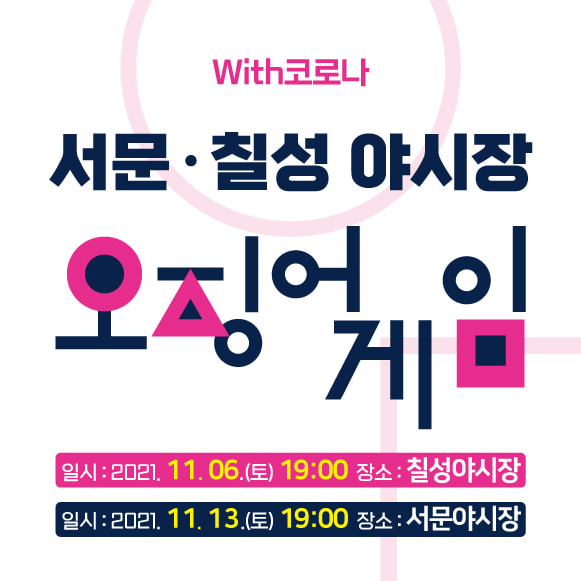 With코로나
서문·칠성 야시장
오징어
게임
일시 : 2021. 11. 06.(토) 19:00 장소 : 칠성야시장
일시 : 2021. 11. 13.(토) 19:00 장소 : 서문야시장